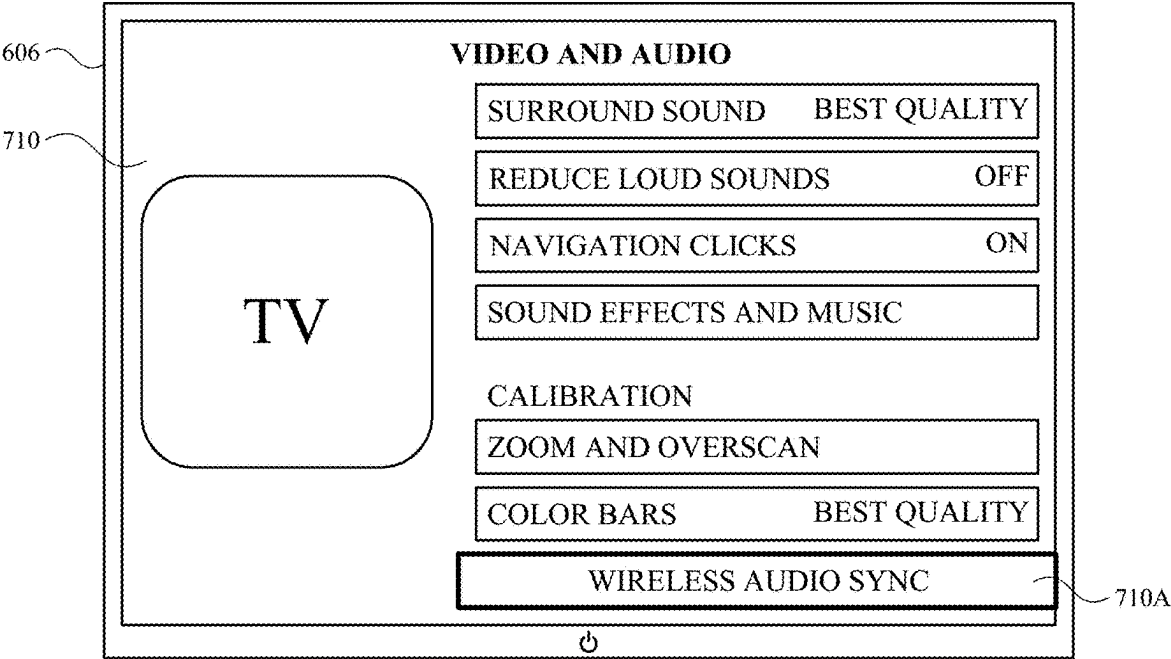 606
VIDEO AND AUDIO
710
SURROUND SOUND BEST QUALITY
REDUCE LOUD SOUNDS OFF
NAVIGATION CLICKS ON
SOUND EFFECTS AND MUSIC
TV
CALIBRATION
ZOOM AND OVERSCAN
COLOR BARS BEST QUALITY
WIRELESS AUDIO SYNC
710A